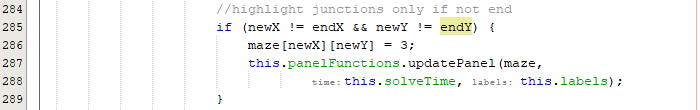 284 //highlight junctions only if not end
285 if (newX != endX && newY != endY) {
286 maze[newX][newY] = 3;
287 this.panelFunctions.updatePanel(maze,
288 time: this.solveTime, labels: this.labels);
289 }